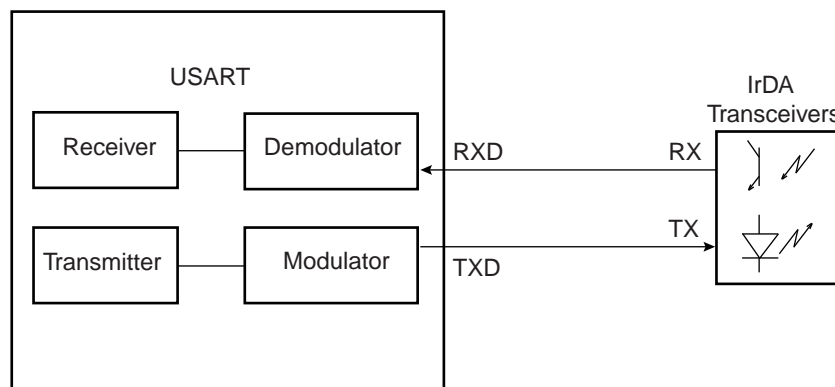 USART
IrDA
Transceivers
Receiver
Demodulator
RXD
RX
Transmitter
Modulator
TXD
TX